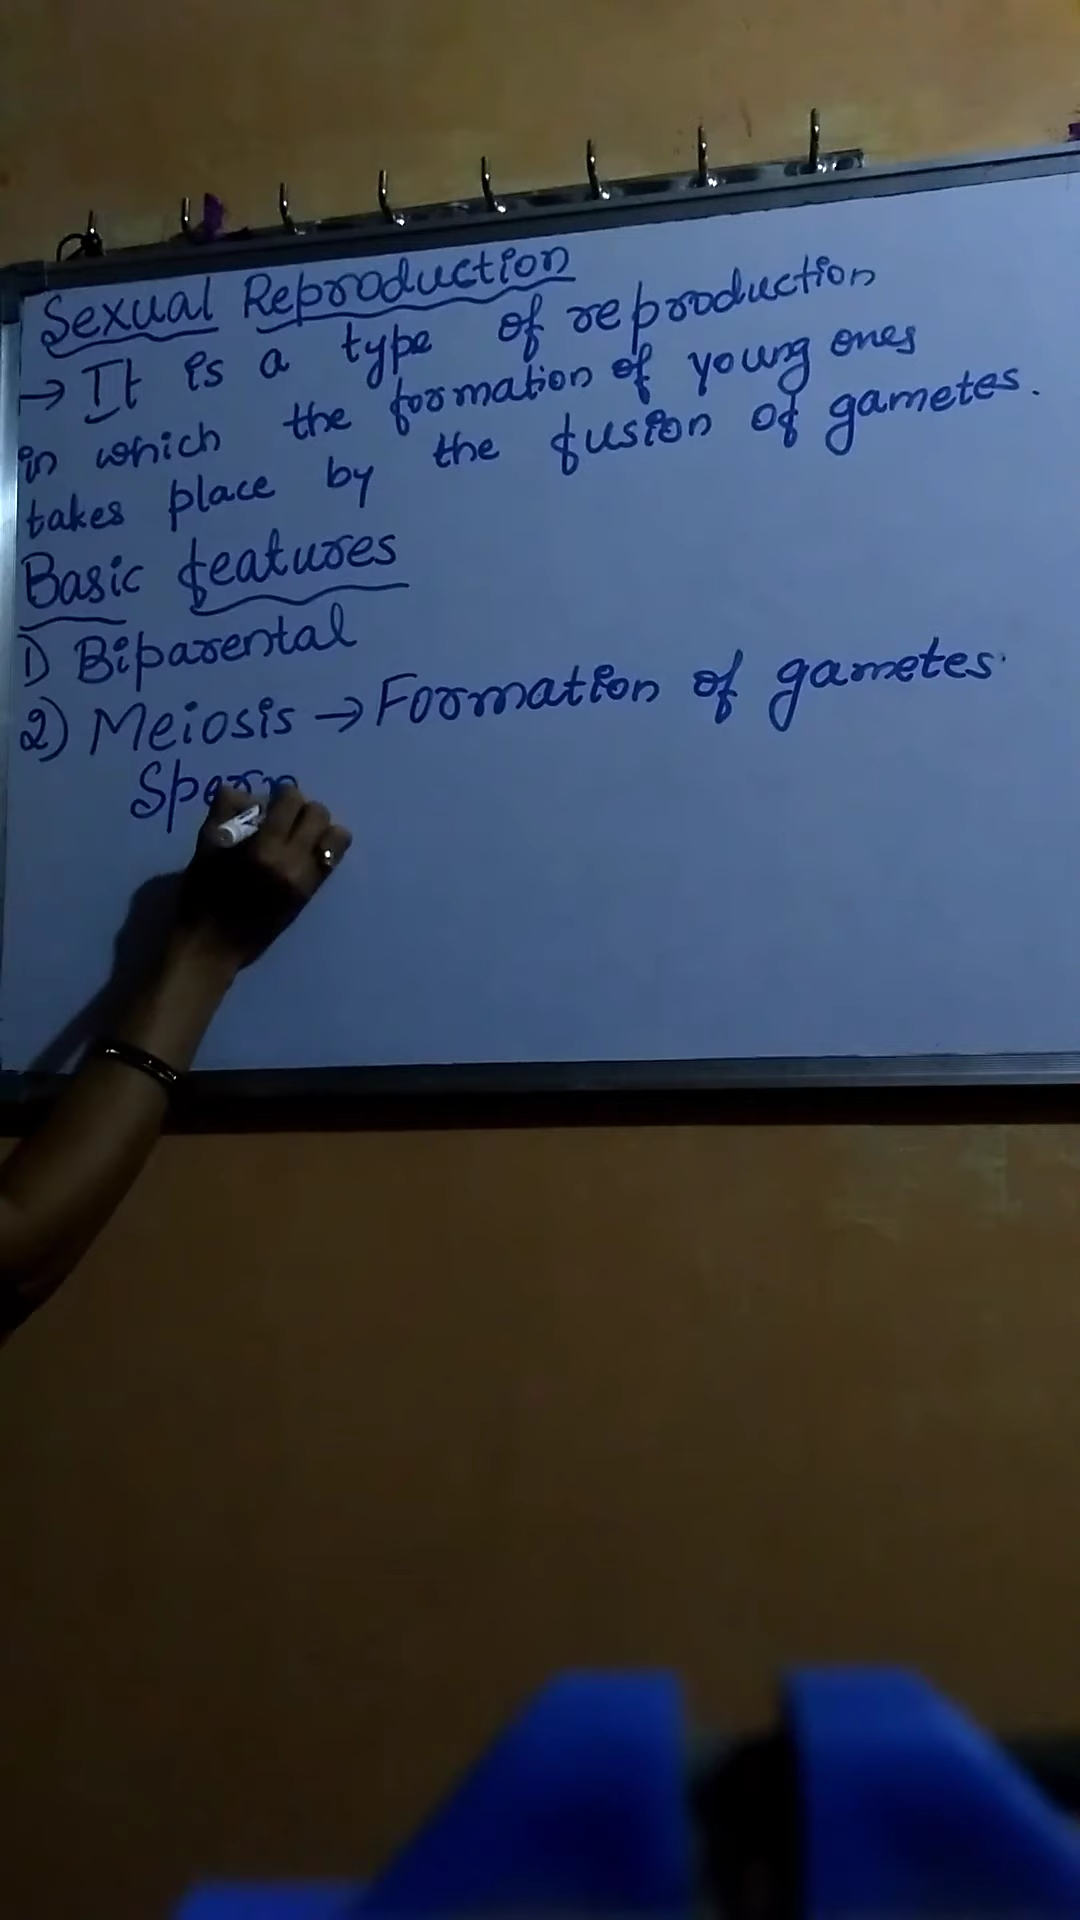 Sexual Reproduction
→ It is a type of reproduction
in which the formation of young ones
takes place by the fusion of gametes.
Basic features
1) Biparental
2) Meiosis → Formation of gametes.
Sperm